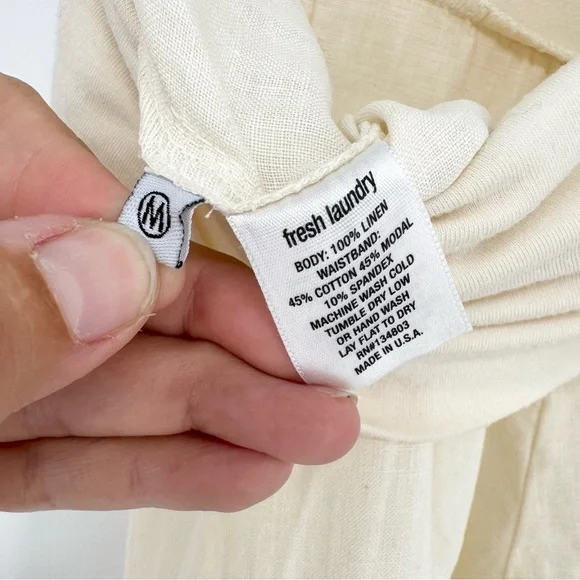 M
fresh laundry
BODY: 100% LINEN
WAISTBAND:
45% COTTON 45% MODAL
10% SPANDEX
MACHINE WASH COLD
TUMBLE DRY LOW
OR HAND WASH
LAY FLAT TO DRY
RN#134803
MADE IN U.S.A.